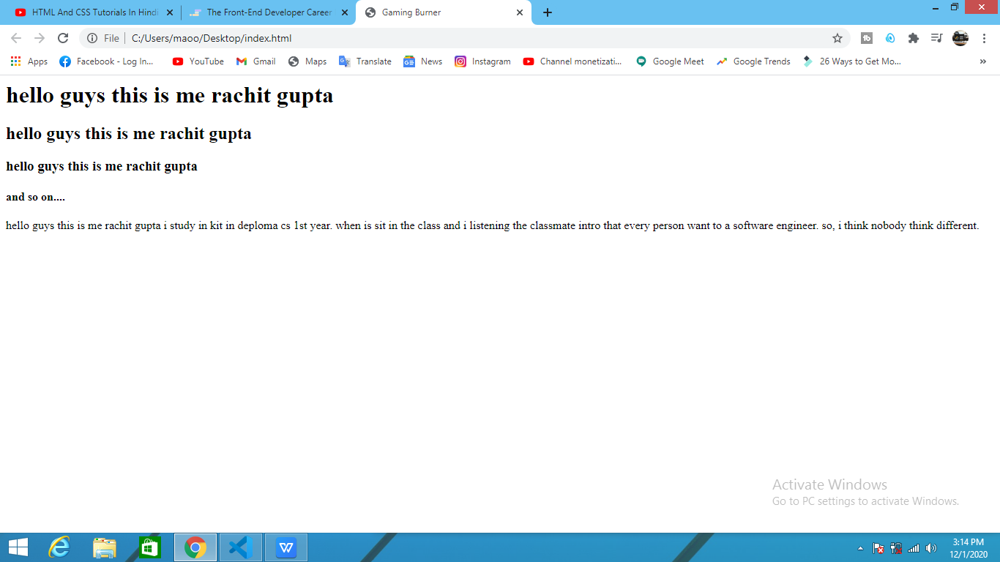 HTML And CSS Tutorials In Hindi
The Front-End Developer Career
Gaming Burner
File
C:/Users/maoo/Desktop/index.html
Apps
Facebook - Log In...
YouTube
Gmail
Maps
Translate
News
Instagram
Channel monetizati...
Google Meet
Google Trends
26 Ways to Get Mo...
hello guys this is me rachit gupta
hello guys this is me rachit gupta
hello guys this is me rachit gupta
and so on....
hello guys this is me rachit gupta i study in kit in deploma cs 1st year. when is sit in the class and i listening the classmate intro that every person want to a software engineer. so, i think nobody think different.
Activate Windows
Go to PC settings to activate Windows.
3:14 PM
12/1/2020